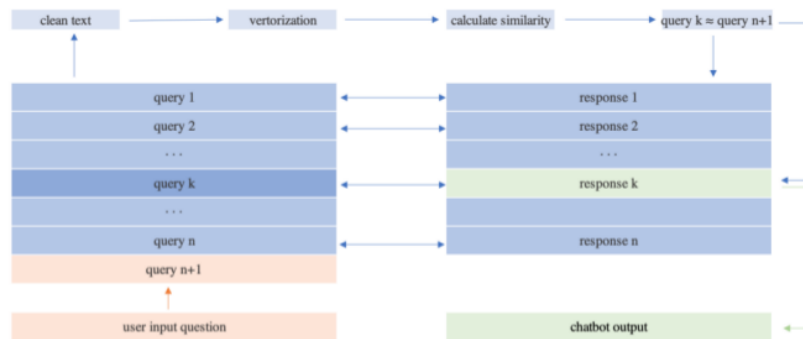 clean text
vertorization
calculate similarity
query k ≈ query n+1
query 1
response 1
query 2
response 2
...
...
query k
response k
...
query n
response n
query n+1
user input question
chatbot output